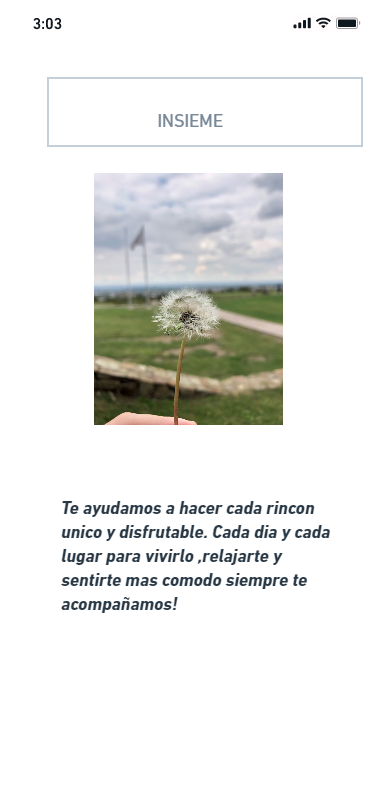 3:03
INSIEME
Te ayudamos a hacer cada rincon
unico y disfrutable. Cada dia y cada
lugar para vivirlo ,relajarte y
sentirte mas comodo siempre te
acompañamos!